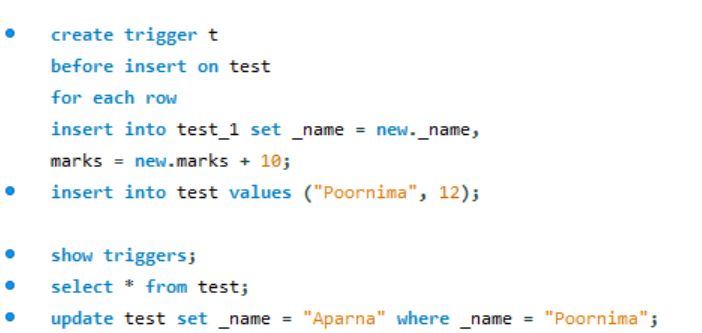 create trigger t
before insert on test
for each row
insert into test_1 set _name = new._name,
marks = new.marks + 10;
insert into test values ("Poornima", 12);
show triggers;
select * from test;
update test set _name = "Aparna" where _name = "Poornima";